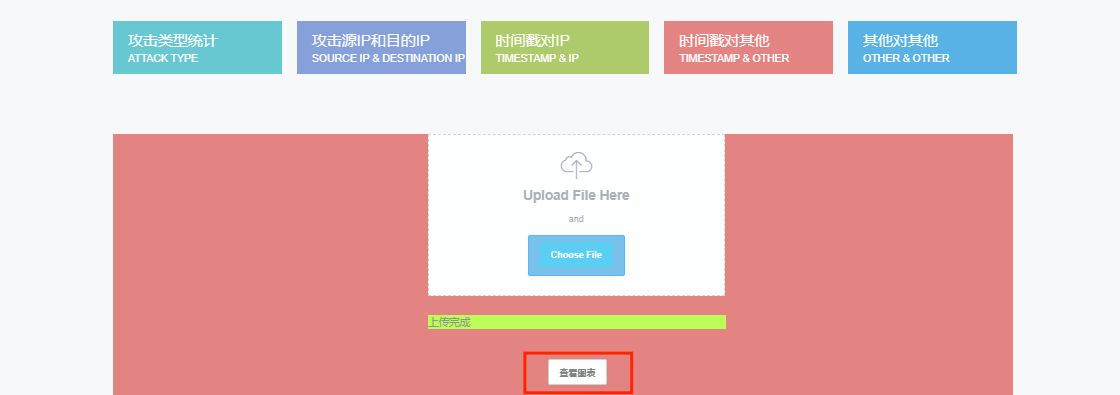 攻击类型统计
ATTACK TYPE
攻击源IP和目的IP
SOURCE IP & DESTINATION IP
时间戳对IP
TIMESTAMP & IP
时间戳对其他
TIMESTAMP & OTHER
其他对其他
OTHER & OTHER
Upload File Here
and
Choose File
上传完成
查看图表